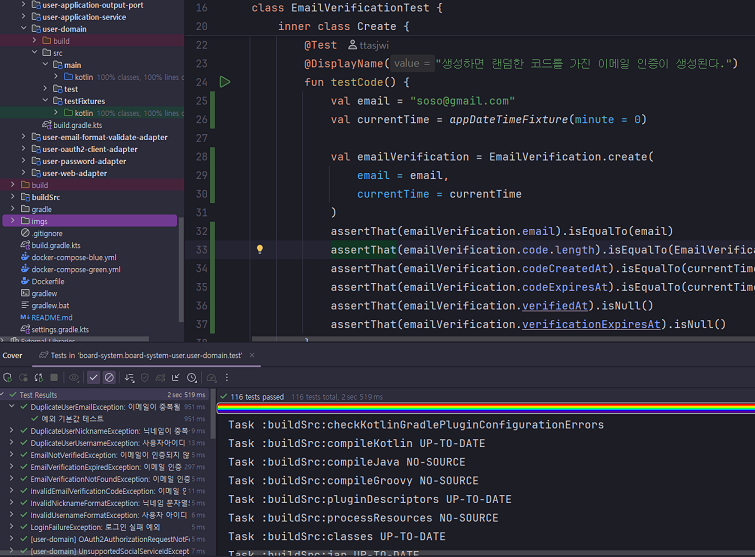 user-application-output-port
user-application-service
user-domain
build
src
main
kotlin 100% classes, 100% lines c
test
testFixtures
kotlin 100% classes, 100% lines c
build.gradle.kts
user-email-format-validate-adapter
user-oauth2-client-adapter
user-password-adapter
user-web-adapter
build
buildSrc
gradle
imgs
.gitignore
build.gradle.kts
docker-compose-blue.yml
docker-compose-green.yml
Dockerfile
gradlew
gradlew.bat
README.md
settings.gradle.kts
External Libraries
16 class EmailVerificationTest {
inner class Create {
22 @Test ttasjwi
23 @DisplayName( value = "생성하면 랜덤한 코드를 가진 이메일 인증이 생성된다.")
24 fun testCode() {
25 val email = "soso@gmail.com"
26 val currentTime = appDateTimeFixture(minute = 0)
27
28 val emailVerification = EmailVerification.create(
29 email = email,
30 currentTime = currentTime
31 )
32 assertThat(emailVerification.email).isEqualTo(email)
33 assertThat(emailVerification.code.length).isEqualTo(EmailVerifica
34 assertThat(emailVerification.codeCreatedAt).isEqualTo(currentTime
35 assertThat(emailVerification.codeExpiresAt).isEqualTo(currentTime
36 assertThat(emailVerification.verifiedAt).isNull()
37 assertThat(emailVerification.verificationExpiresAt).isNull()
38 }
Cover
Tests in 'board-system.board-system-user.user-domain.test' ×
Test Results 2 sec 519 ms
DuplicateUserEmailException: 이메일이 중복될 951 ms
예외 기본값 테스트 951 ms
DuplicateUserNicknameException: 닉네임이 중복 9 ms
DuplicateUserUsernameException: 사용자아이디 13 ms
EmailNotVerifiedException: 이메일이 인증되지 않 5 ms
EmailVerificationExpiredException: 이메일 인증 297 ms
EmailVerificationNotFoundException: 이메일 인증 5 ms
InvalidEmailVerificationCodeException: 이메일 인 11 ms
InvalidNicknameFormatException: 닉네임 문자열 5 ms
InvalidUsernameFormatException: 사용자 아이디 6 ms
LoginFailureException: 로그인 실패 예외 5 ms
[user-domain] OAuth2AuthorizationRequestNotFo 6 ms
[user-domain] UnsupportedSocialServiceIdExcept 7 ms
116 tests passed 116 tests total, 2 sec 519 ms
Task :buildSrc:checkKotlinGradlePluginConfigurationErrors
Task :buildSrc:compileKotlin UP-TO-DATE
Task :buildSrc:compileJava NO-SOURCE
Task :buildSrc:compileGroovy NO-SOURCE
Task :buildSrc:pluginDescriptors UP-TO-DATE
Task :buildSrc:processResources NO-SOURCE
Task :buildSrc:classes UP-TO-DATE
Task :buildSrc:jar UP-TO-DATE